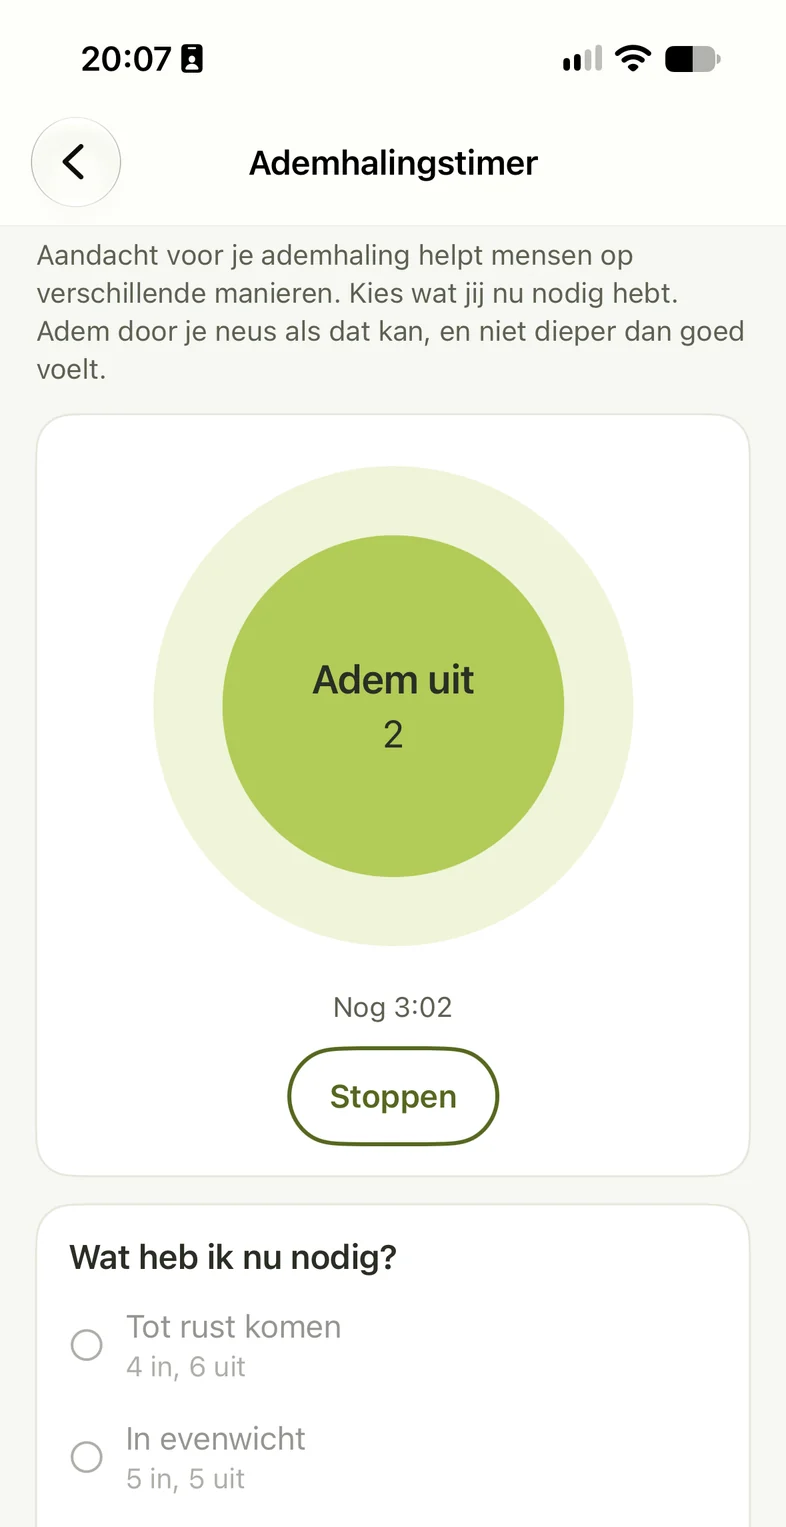 20:07
Ademhalingstimer
Aandacht voor je ademhaling helpt mensen op
verschillende manieren. Kies wat jij nu nodig hebt.
Adem door je neus als dat kan, en niet dieper dan goed
voelt.
Adem uit
2
Nog 3:02
Stoppen
Wat heb ik nu nodig?
Tot rust komen
4 in, 6 uit
In evenwicht
5 in, 5 uit